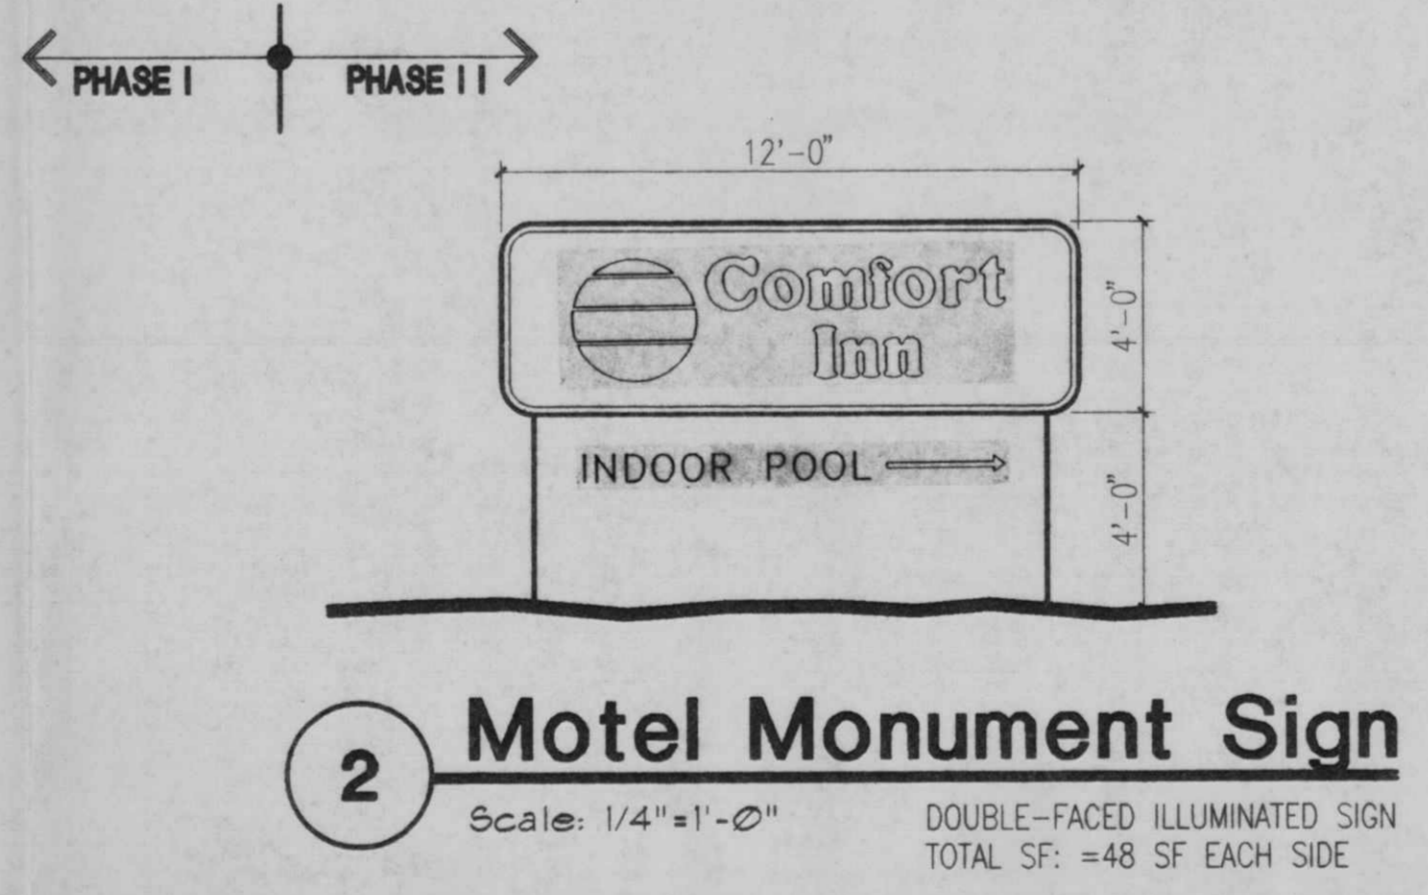 PHASE I PHASE II
12'-0"
Comfort
Inn
4'-0"
INDOOR POOL
4'-0"
2 Motel Monument Sign
Scale: 1/4"=1'-0"
DOUBLE-FACED ILLUMINATED SIGN
TOTAL SF: =48 SF EACH SIDE